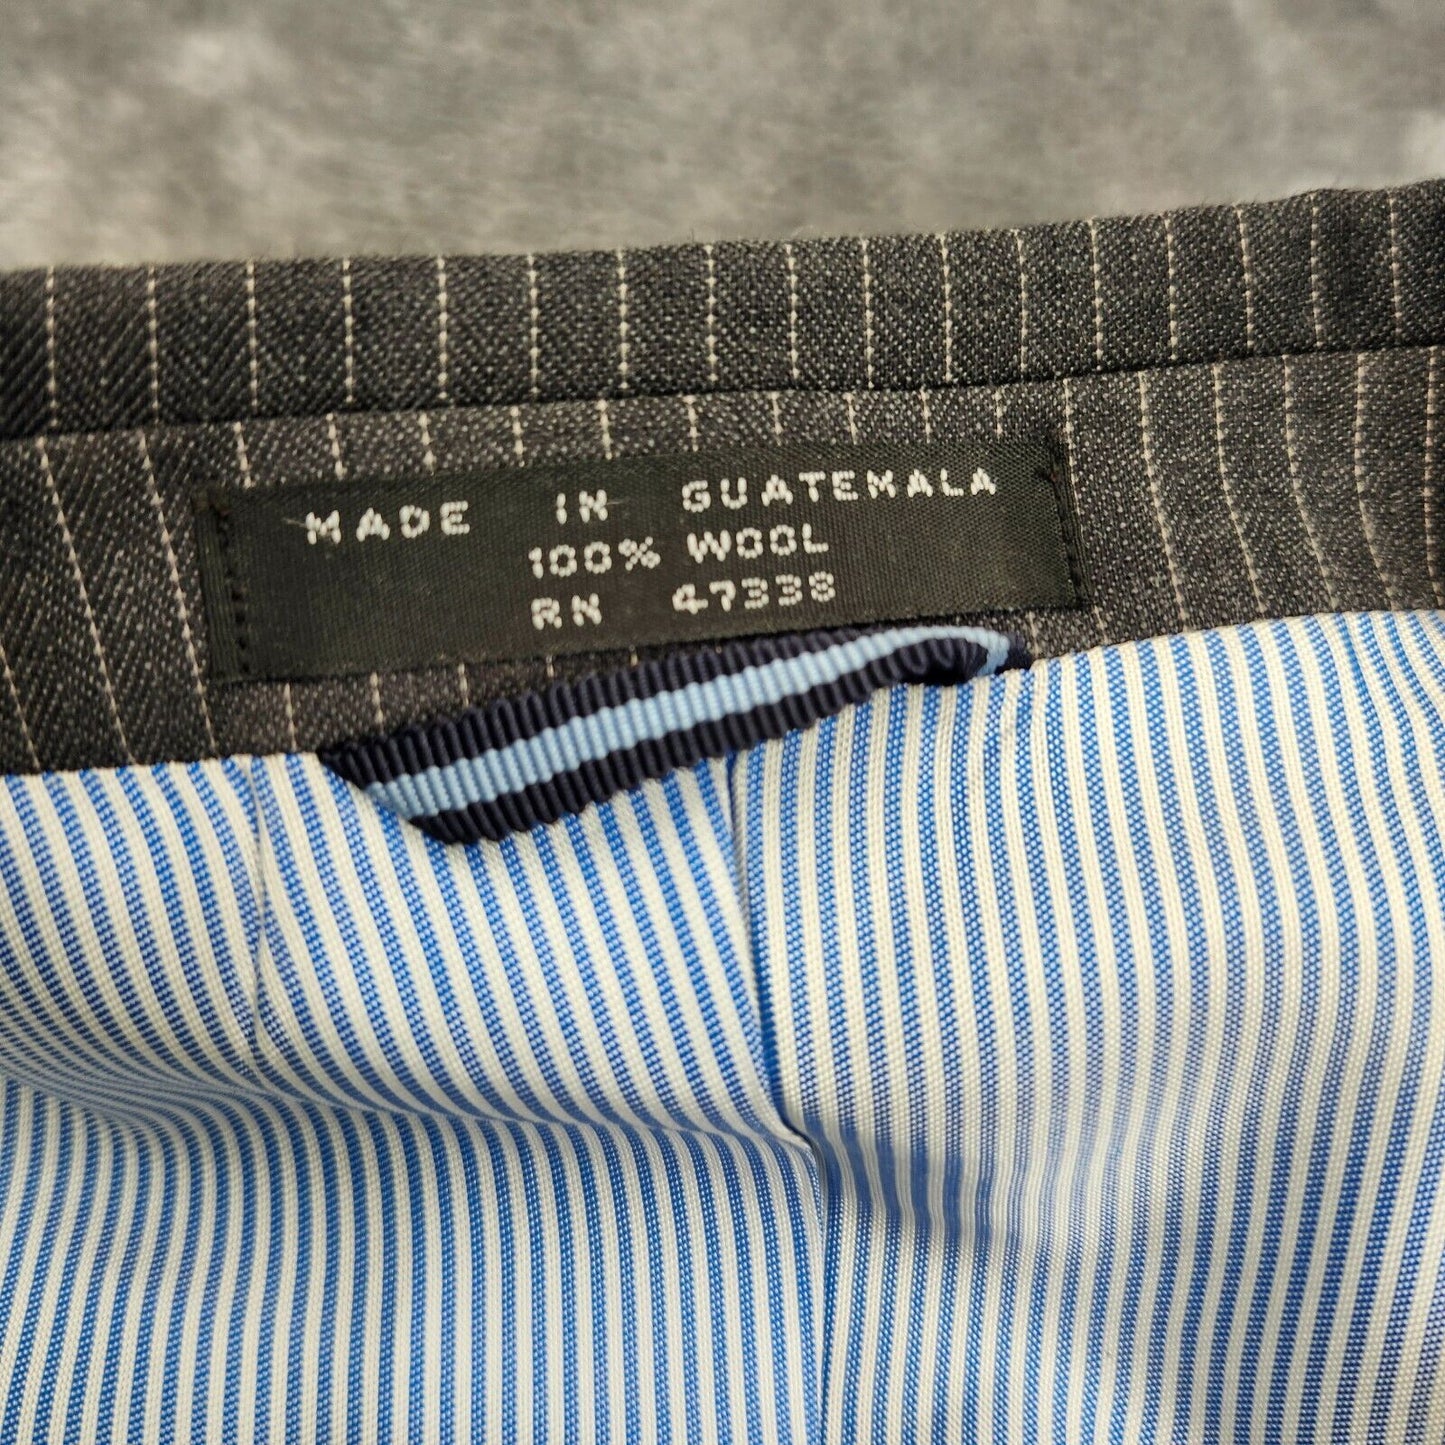 MADE IN GUATEMALA
100% WOOL
RN 47338